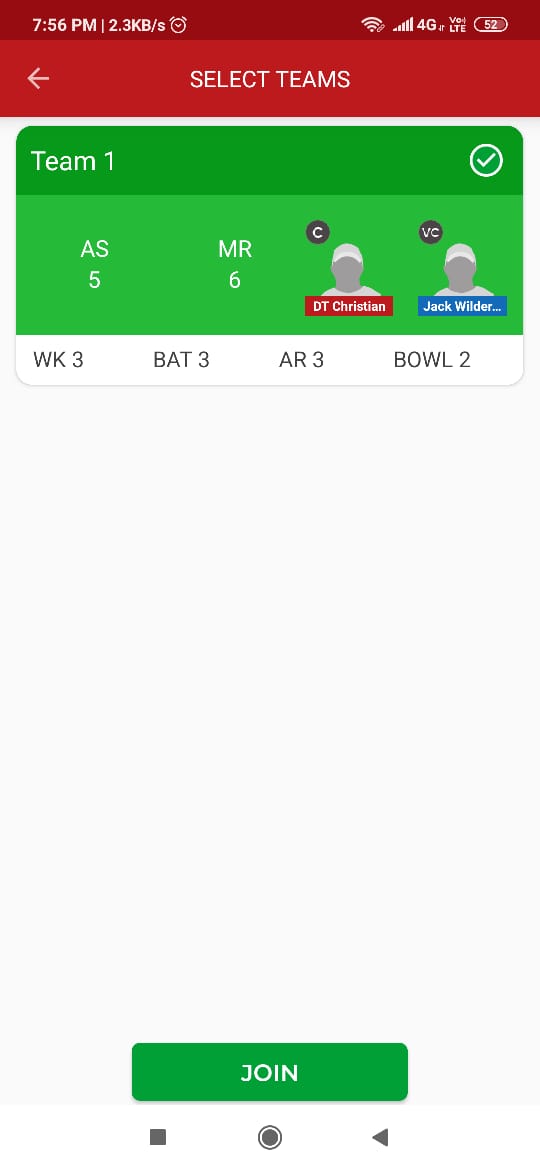 7:56 PM | 2.3KB/s 4G Vo)) LTE 52
SELECT TEAMS
Team 1
AS MR C VC
5 6
DT Christian Jack Wilder...
WK 3 BAT 3 AR 3 BOWL 2
JOIN